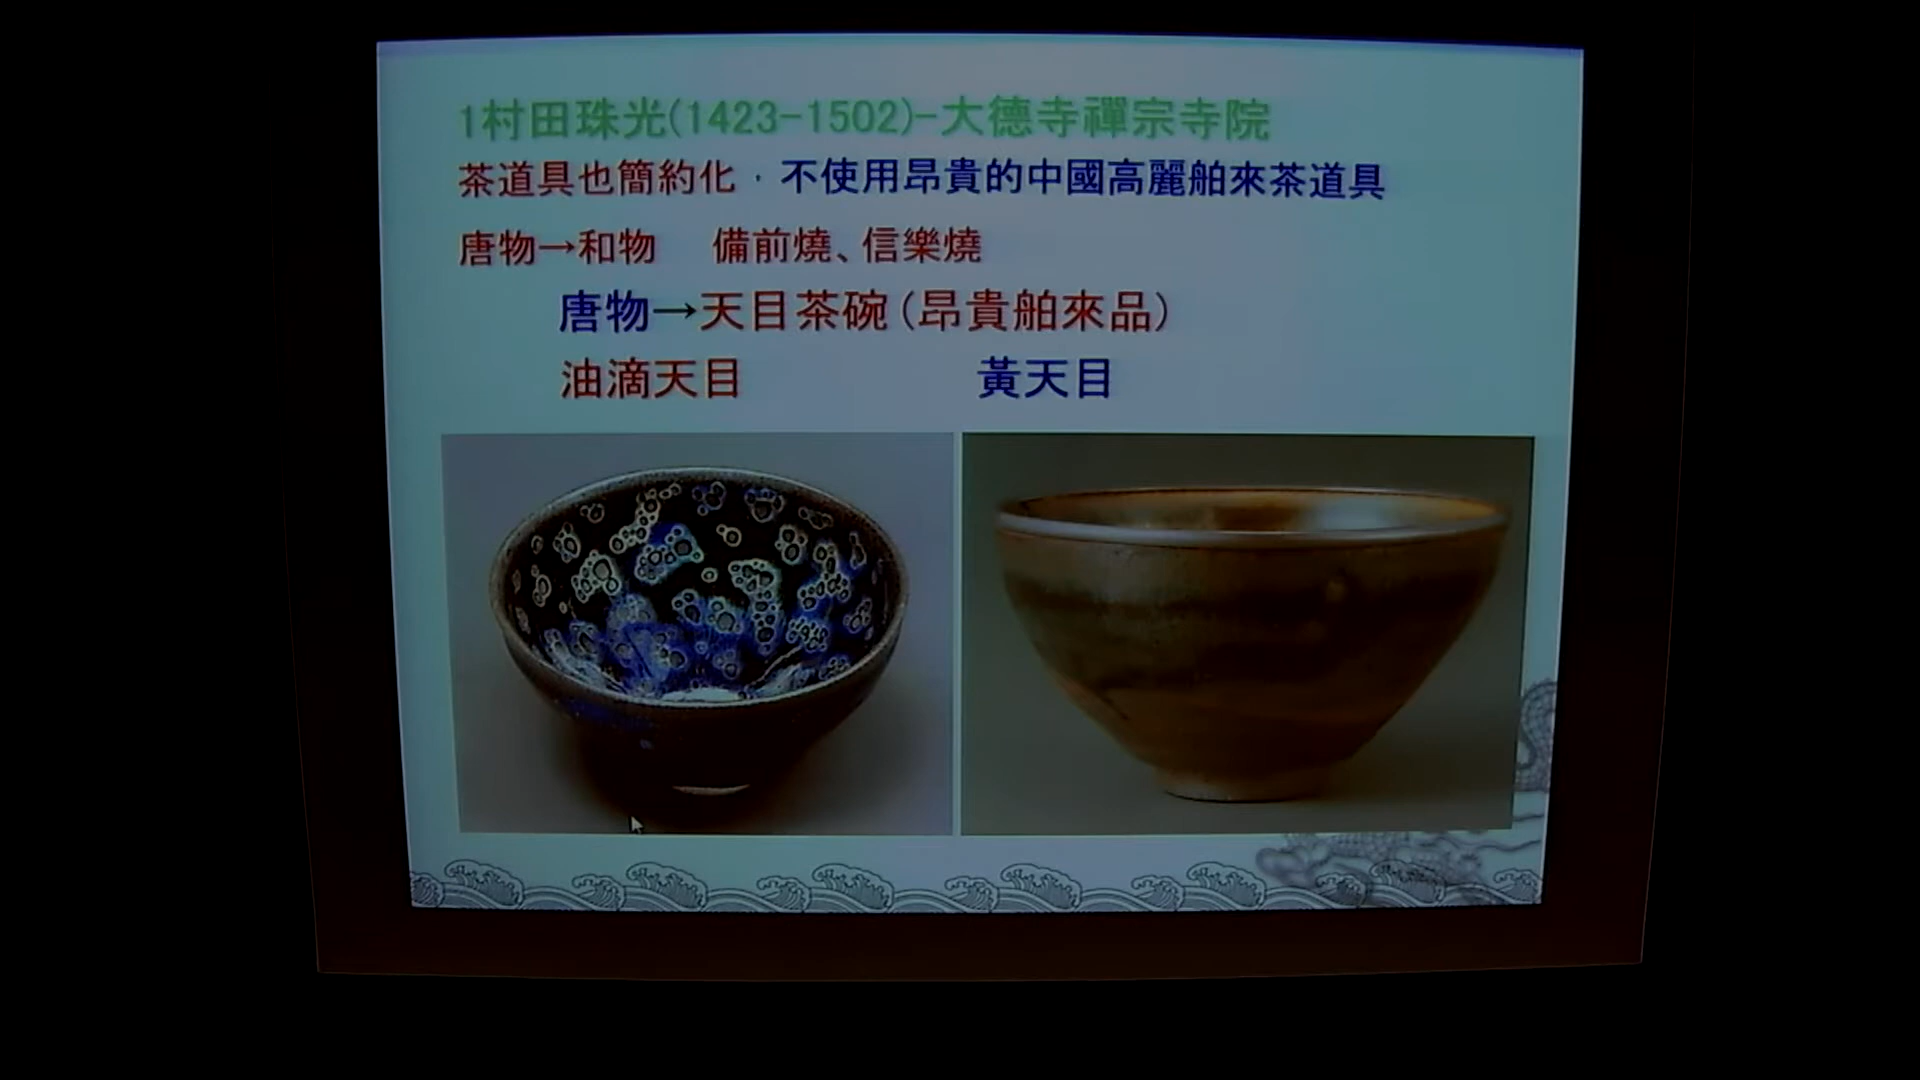 1村田珠光(1423-1502)-大德寺禪宗寺院
茶道具也簡約化,不使用昂貴的中國高麗舶來茶道具
唐物→和物 備前燒、信樂燒
唐物→天目茶碗(昂貴舶來品)
油滴天目 黃天目